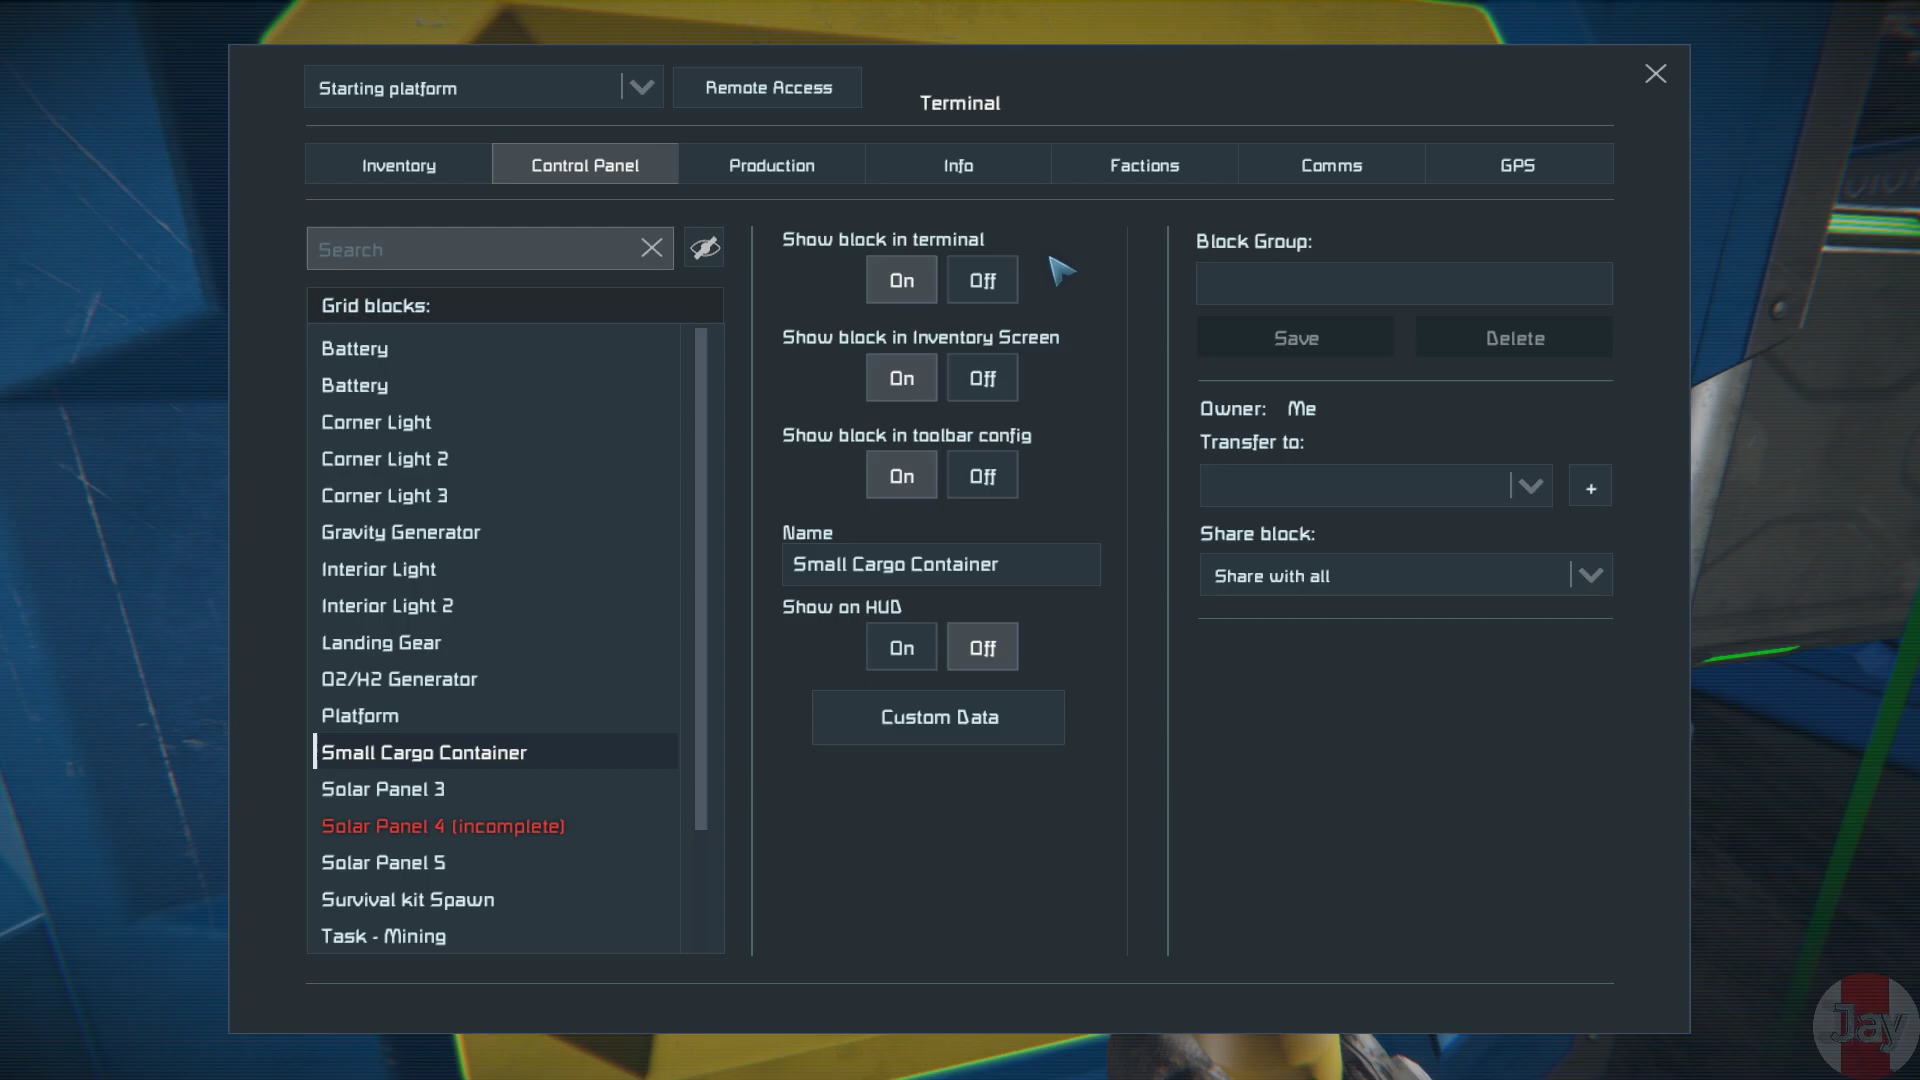 Starting platform
Remote Access
Terminal
Inventory
Control Panel
Production
Info
Factions
Comms
GPS
Search
Grid blocks:
Battery
Battery
Corner Light
Corner Light 2
Corner Light 3
Gravity Generator
Interior Light
Interior Light 2
Landing Gear
O2/H2 Generator
Platform
Small Cargo Container
Solar Panel 3
Solar Panel 4 (incomplete)
Solar Panel 5
Survival kit Spawn
Task - Mining
Show block in terminal
On Off
Show block in Inventory Screen
On Off
Show block in toolbar config
On Off
Name
Small Cargo Container
Show on HUD
On Off
Custom Data
Block Group:
Save Delete
Owner: Me
Transfer to:
+
Share block:
Share with all
Jay